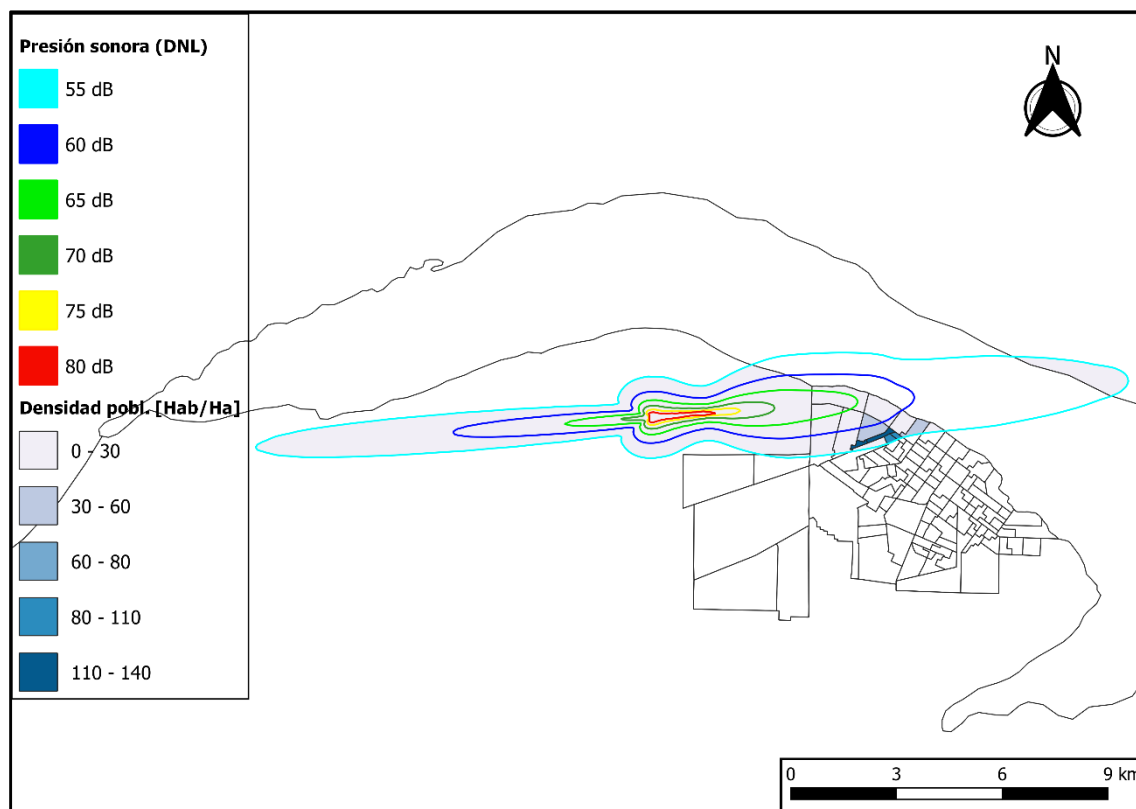 Presión sonora (DNL)
55 dB
60 dB
65 dB
70 dB
75 dB
80 dB
Densidad pobl. [Hab/Ha]
0 - 30
30 - 60
60 - 80
80 - 110
110 - 140
N
0 3 6 9 km